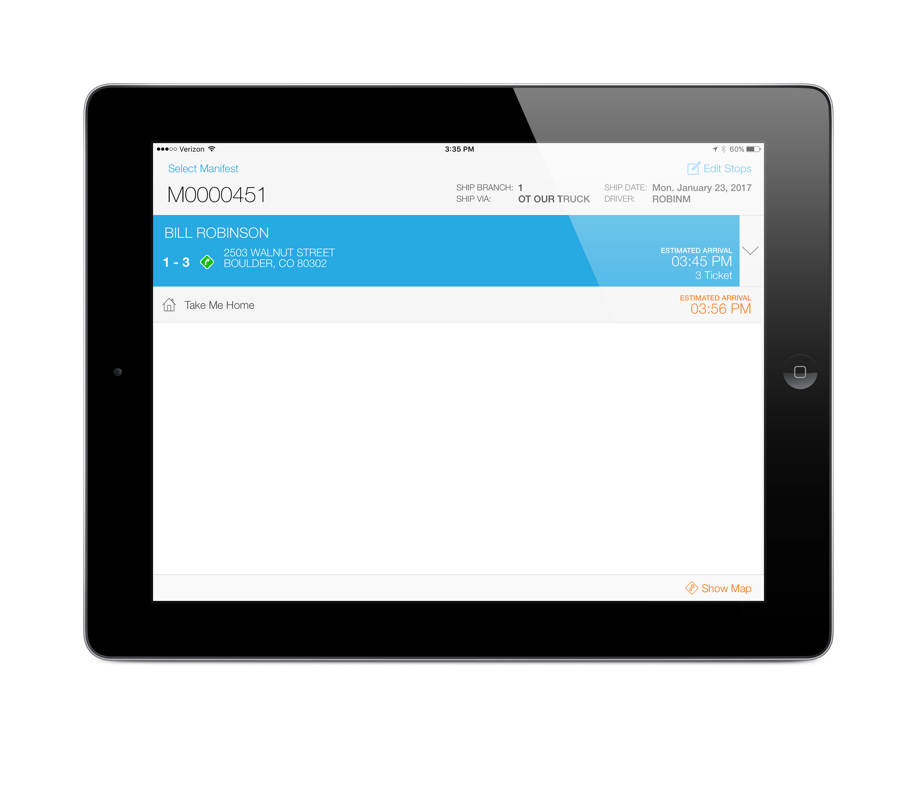 Verizon 3:35 PM 60%
Select Manifest Edit Stops
M0000451
SHIP BRANCH: 1 SHIP DATE: Mon. January 23, 2017
SHIP VIA: OT OUR TRUCK DRIVER: ROBINM
BILL ROBINSON
1 - 3 2503 WALNUT STREET
BOULDER, CO 80302
ESTIMATED ARRIVAL
03:45 PM
3 Ticket
Take Me Home
ESTIMATED ARRIVAL
03:56 PM
Show Map